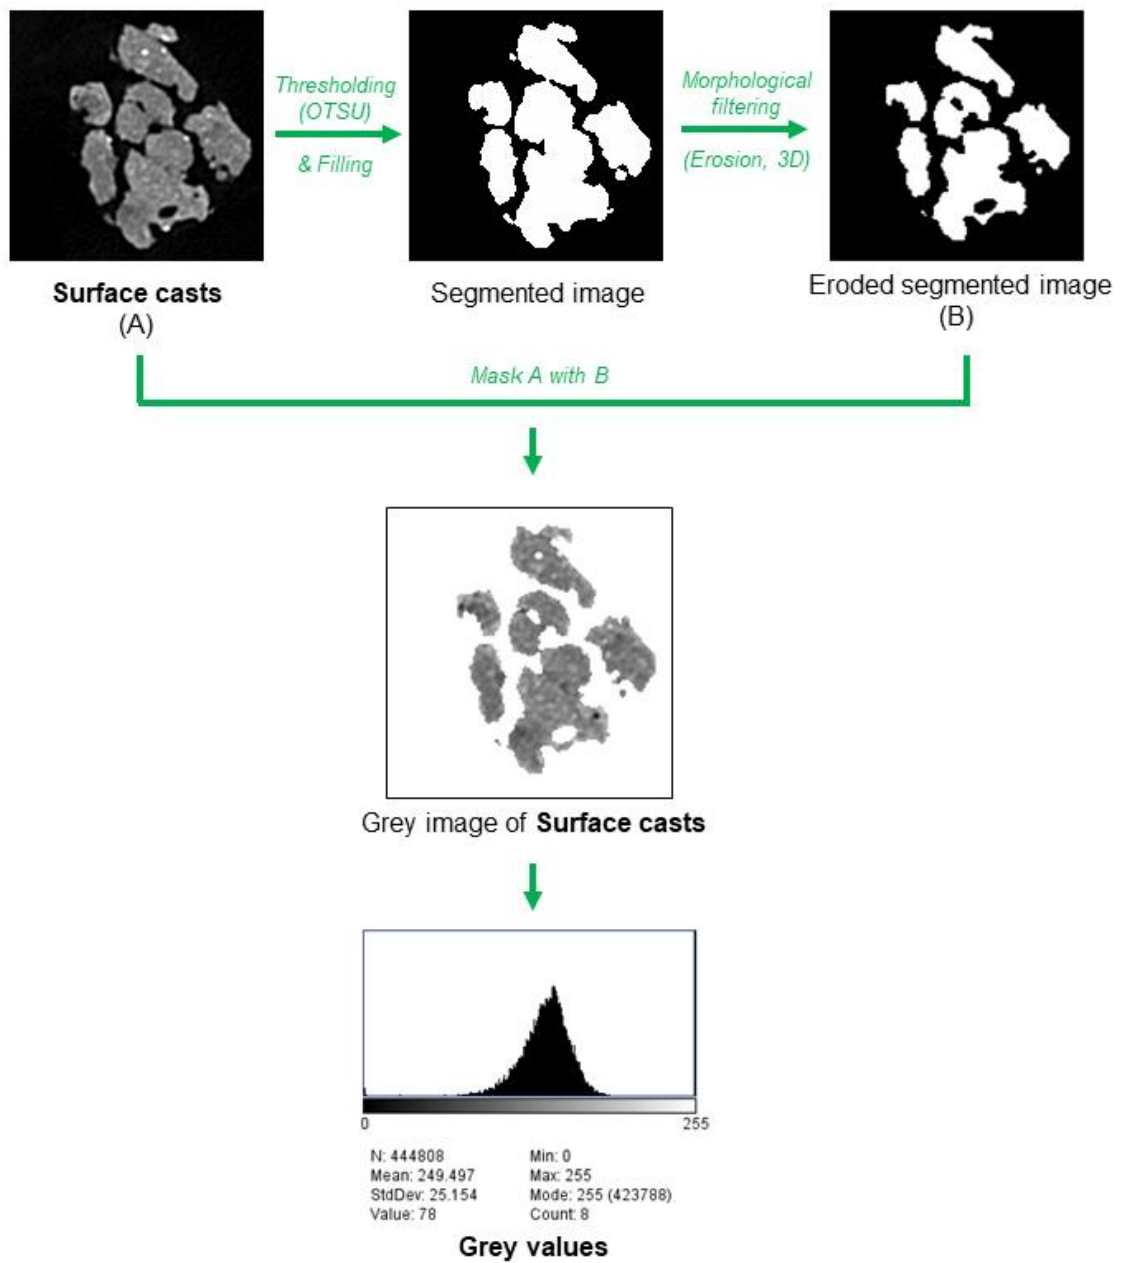 Thresholding
(OTSU)
& Filling
Morphological
filtering
(Erosion, 3D)
Surface casts
(A)
Segmented image
Eroded segmented image
(B)
Mask A with B
Grey image of Surface casts
0
255
N: 444808
Min: 0
Mean: 249.497
Max: 255
StdDev: 25.154
Mode: 255 (423788)
Value: 78
Count: 8
Grey values